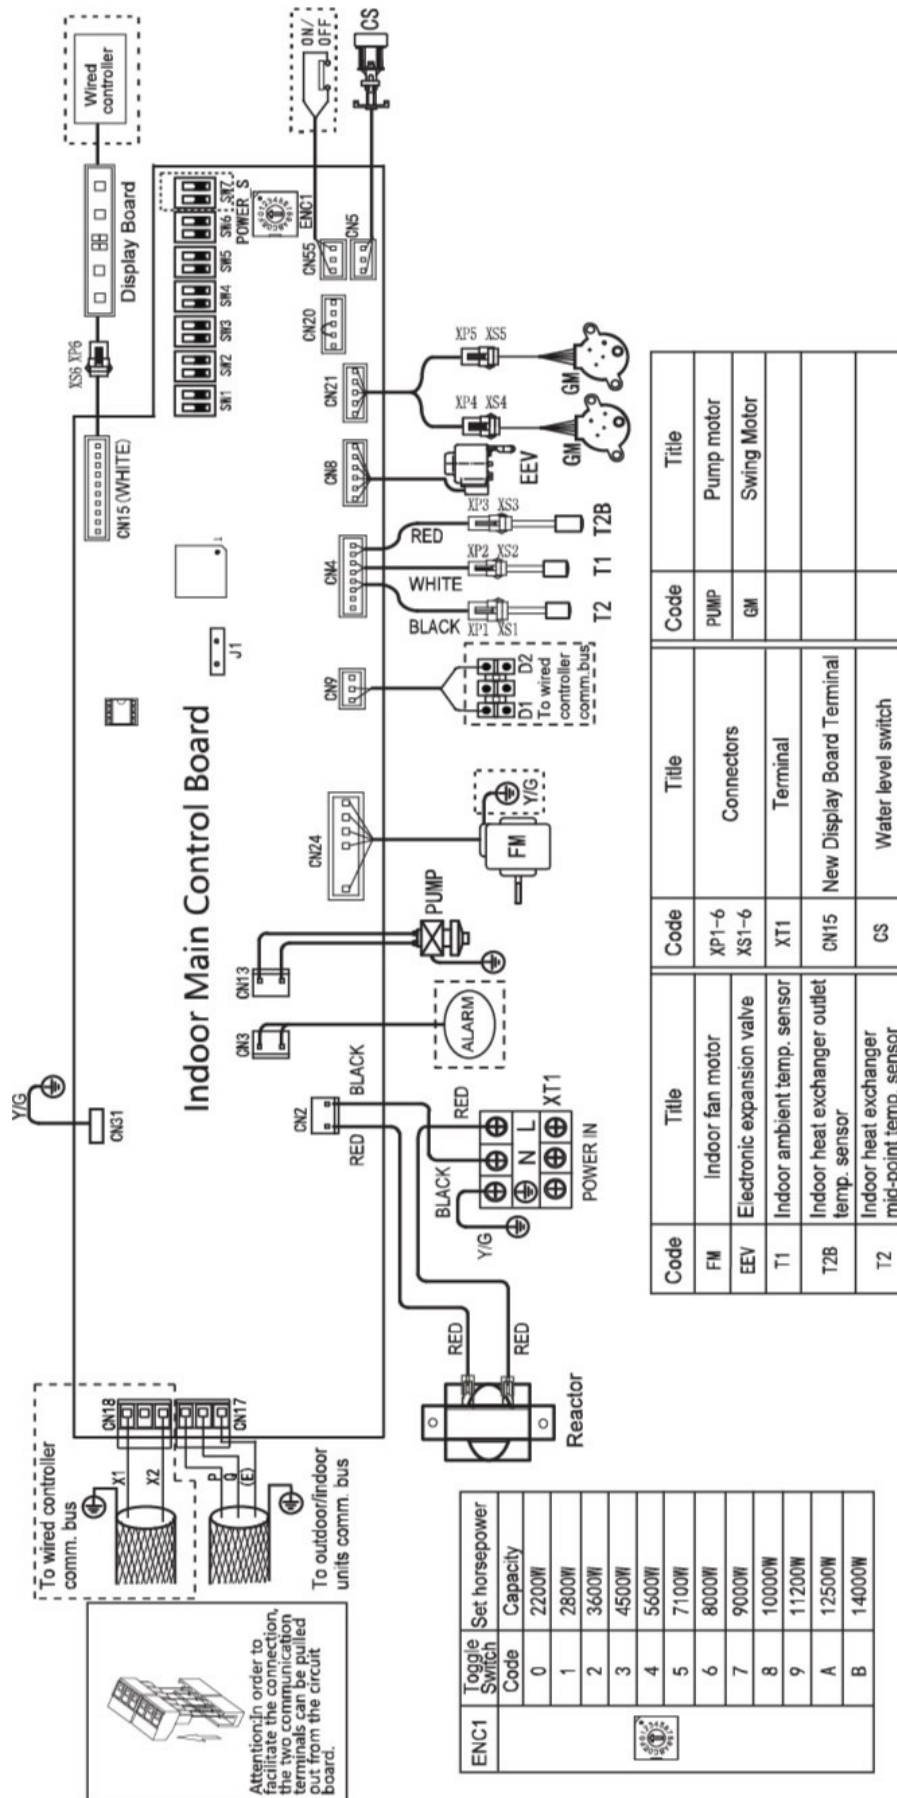 To wired controller
comm. bus
X1
X2
CN18
P
Q
(E)
CN17
To outdoor/indoor
units comm. bus
Attention:In order to
facilitate the connection,
the two communication
terminals can be pulled
out from the circuit
board.
Y/G
CN31
Indoor Main Control Board
J1
1
CN15(WHITE)
XS6 XP6
Display Board
Wired
controller
SW1
SW2
SW3
SW4
SW5
SW6
SW7
POWER_S
ENC1
ON/
OFF
CS
CN2
CN3
CN13
CN24
CN9
CN4
CN8
CN21
CN20
CN55
CN5
RED
BLACK
RED
RED
Reactor
RED
BLACK
Y/G
N
L
XT1
POWER IN
ALARM
PUMP
FM
Y/G
D1
D2
To wired
controller
comm.bus
BLACK
WHITE
RED
XP1 XS1
XP2 XS2
XP3 XS3
T2
T1
T2B
EEV
XP4 XS4
XP5 XS5
GM
GM
ENC1
Toggle
Switch
Code
Set horsepower
Capacity
0 2200W
1 2800W
2 3600W
3 4500W
4 5600W
5 7100W
6 8000W
7 9000W
8 10000W
9 11200W
A 12500W
B 14000W
Code Title Code Title Code Title
FM Indoor fan motor XP1-6 Connectors PUMP Pump motor
EEV Electronic expansion valve XS1-6 GM Swing Motor
T1 Indoor ambient temp. sensor XT1 Terminal
T2B Indoor heat exchanger outlet
temp. sensor CN15 New Display Board Terminal
T2 Indoor heat exchanger
mid-point temp. sensor CS Water level switch